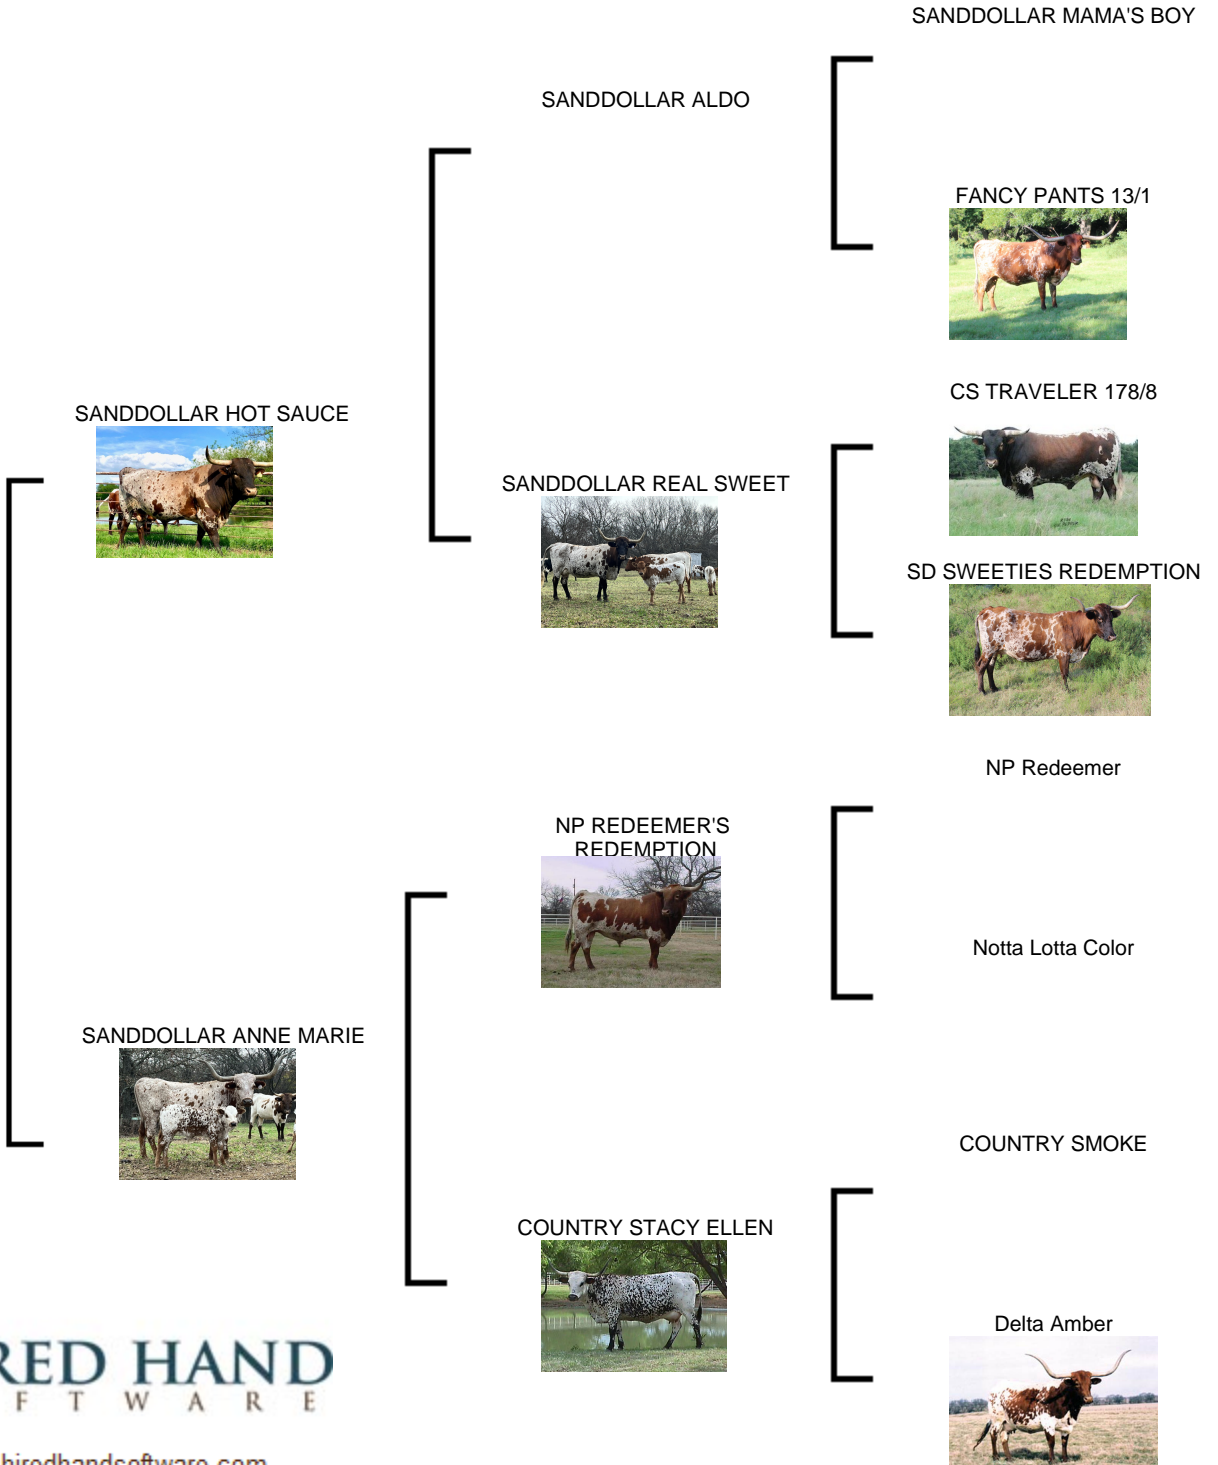 SANDDOLLAR MAMA'S BOY
SANDDOLLAR ALDO
FANCY PANTS 13/1
CS TRAVELER 178/8
SANDDOLLAR HOT SAUCE
SANDDOLLAR REAL SWEET
SD SWEETIES REDEMPTION
NP Redeemer
NP REDEEMER'S
REDEMPTION
Notta Lotta Color
SANDDOLLAR ANNE MARIE
COUNTRY SMOKE
COUNTRY STACY ELLEN
Delta Amber
RED HAND
F T W A R E
hiredhandsoftware.com